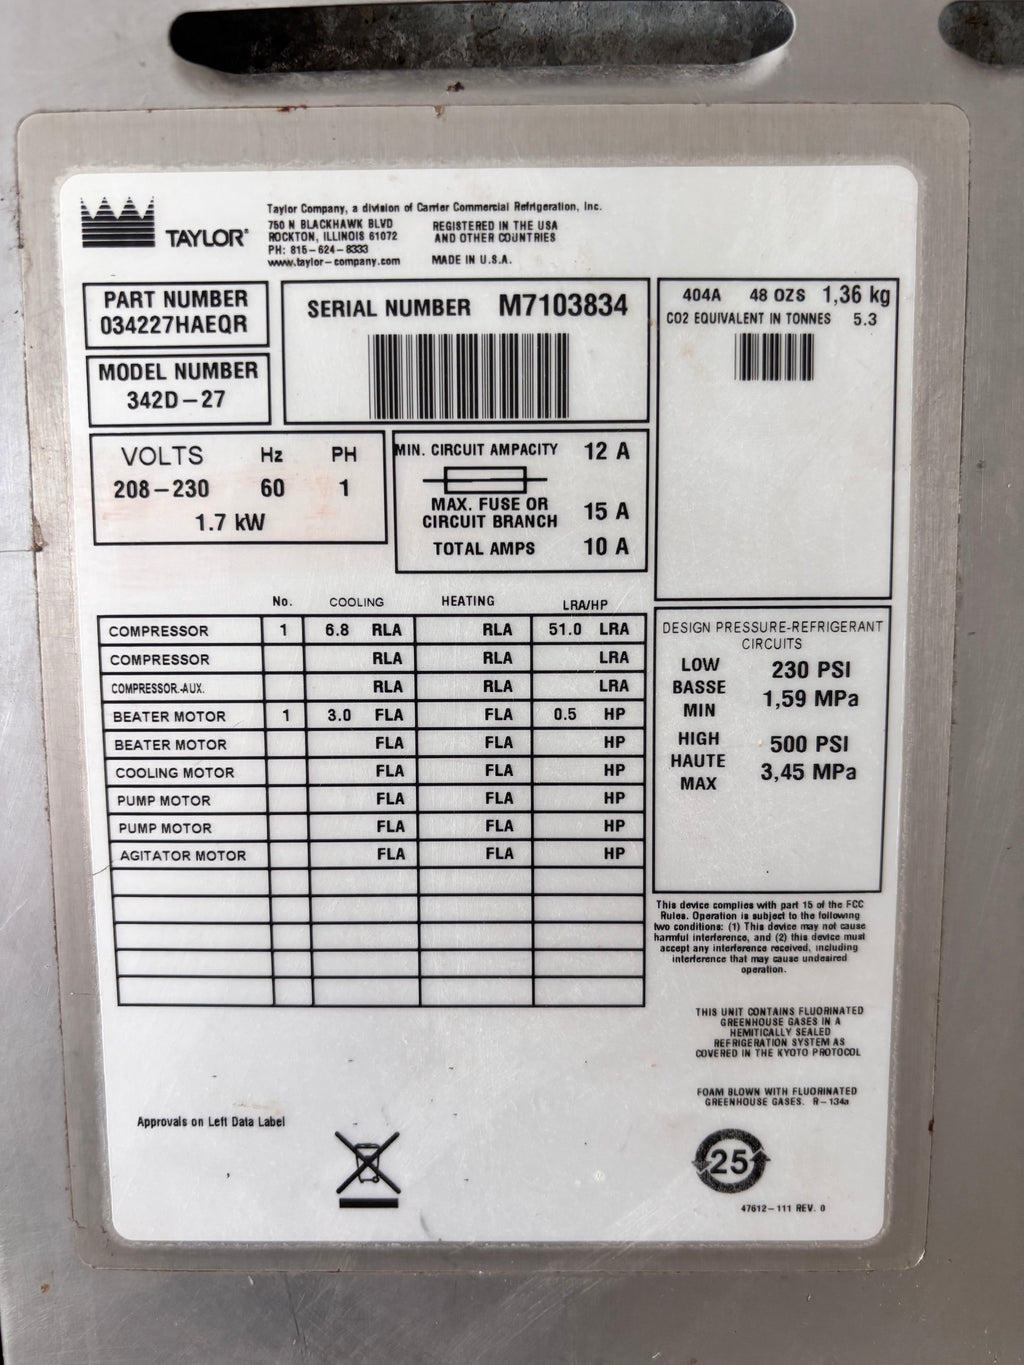 TAYLOR®
Taylor Company, a division of Carrier Commercial Refrigeration, Inc.
750 N BLACKHAWK BLVD
ROCKTON, ILLINOIS 61072
PH: 815-624-8333
www.taylor-company.com
REGISTERED IN THE USA
AND OTHER COUNTRIES
MADE IN U.S.A.
PART NUMBER
034227HAEQR
MODEL NUMBER
342D-27
SERIAL NUMBER M7103834
404A 48 OZS 1,36 kg
CO2 EQUIVALENT IN TONNES 5.3
VOLTS Hz PH
208-230 60 1
1.7 kW
MIN. CIRCUIT AMPACITY 12 A
MAX. FUSE OR
CIRCUIT BRANCH 15 A
TOTAL AMPS 10 A
No. COOLING HEATING LRA/HP
COMPRESSOR 1 6.8 RLA RLA 51.0 LRA
COMPRESSOR RLA RLA LRA
COMPRESSOR.-AUX. RLA RLA LRA
BEATER MOTOR 1 3.0 FLA FLA 0.5 HP
BEATER MOTOR FLA FLA HP
COOLING MOTOR FLA FLA HP
PUMP MOTOR FLA FLA HP
PUMP MOTOR FLA FLA HP
AGITATOR MOTOR FLA FLA HP
DESIGN PRESSURE-REFRIGERANT
CIRCUITS
LOW 230 PSI
BASSE 1,59 MPa
MIN
HIGH 500 PSI
HAUTE 3,45 MPa
MAX
This device complies with part 15 of the FCC
Rules. Operation is subject to the following
two conditions: (1) This device may not cause
harmful interference, and (2) this device must
accept any interference received, including
interference that may cause undesired
operation.
THIS UNIT CONTAINS FLUORINATED
GREENHOUSE GASES IN A
HEMITICALLY SEALED
REFRIGERATION SYSTEM AS
COVERED IN THE KYOTO PROTOCOL
FOAM BLOWN WITH FLUORINATED
GREENHOUSE GASES. R-134a
Approvals on Left Data Label
25
47612-111 REV. 0